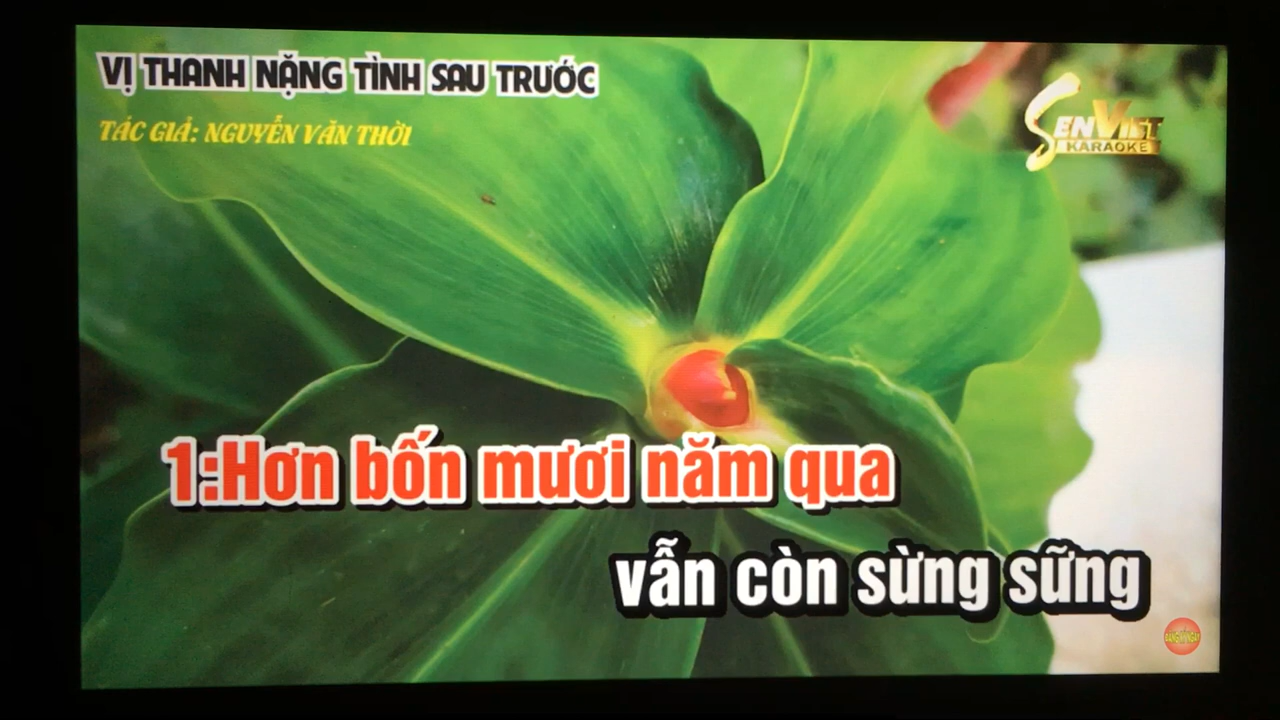 VỊ THANH NẶNG TÌNH SAU TRƯỚC
TÁC GIẢ: NGUYỄN VĂN THỜI
SENVIET
KARAOKE
1:Hơn bốn mươi năm qua
vẫn còn sừng sững